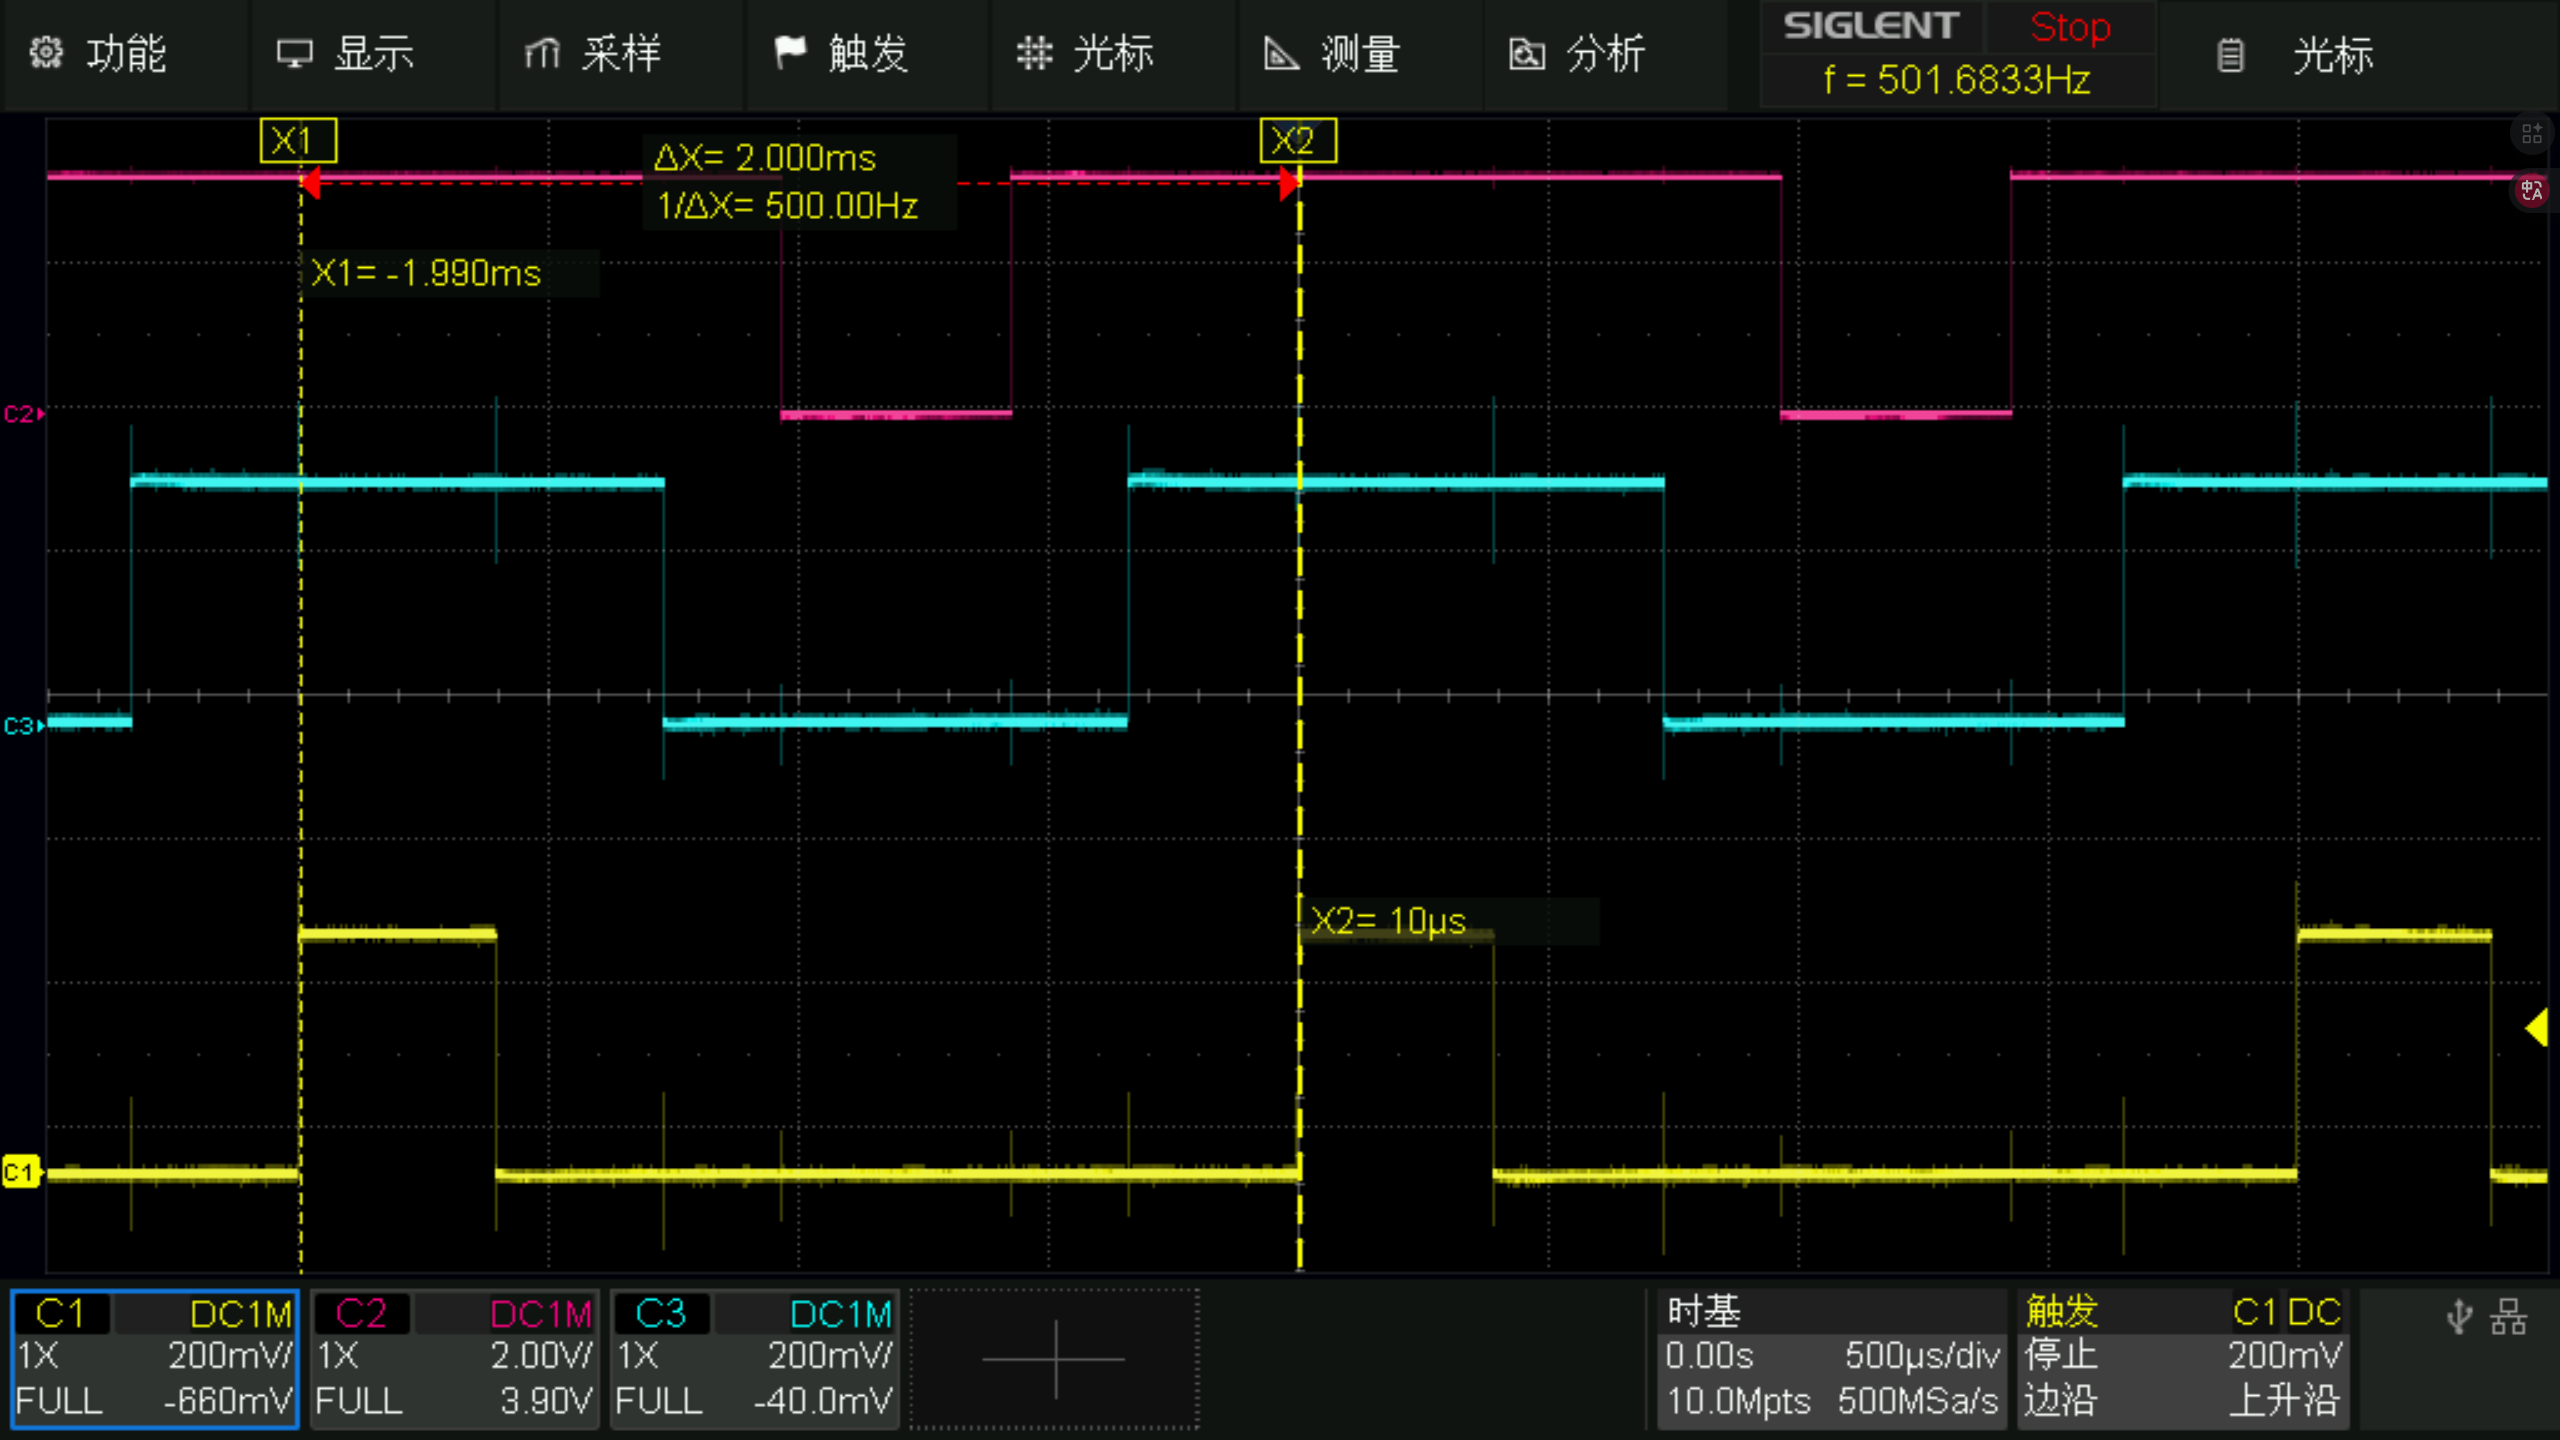 功能 显示 采样 触发 光标 测量 分析 SIGLENT Stop 光标
f = 501.6833Hz
X1 X2
ΔX= 2.000ms
1/ΔX= 500.00Hz
中A
X1= -1.990ms
C2
C3
X2= 10μs
C1
C1 DC1M C2 DC1M C3 DC1M 时基 触发 C1 DC
1X 200mV/ 1X 2.00V/ 1X 200mV/ 0.00s 500μs/div 停止 200mV
FULL -660mV FULL 3.90V FULL -40.0mV 10.0Mpts 500MSa/s 边沿 上升沿